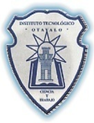 INSTITUTO TECNOLÓGICO
"OTAVALO"
CIENCIA
Y
TRABAJO